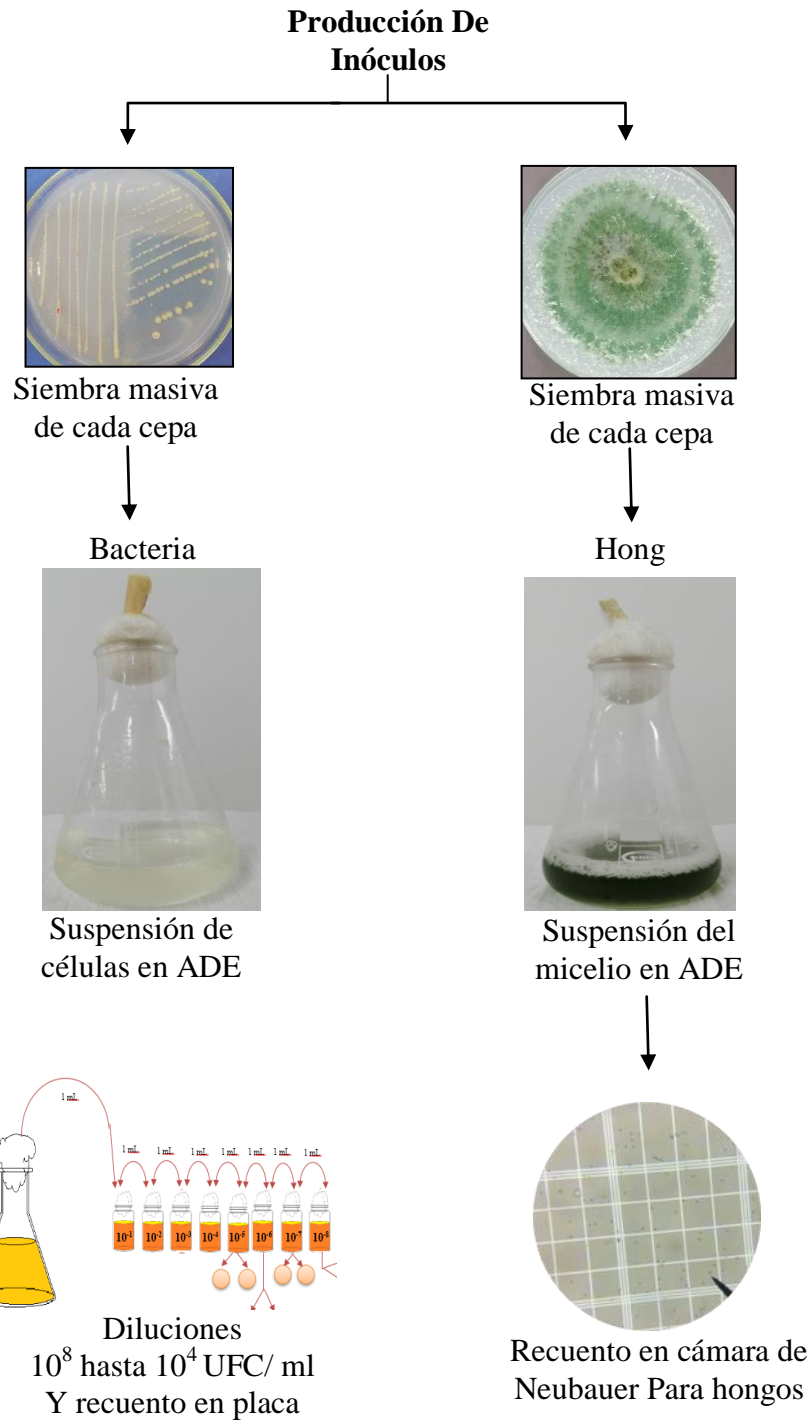 Producción De
Inóculos
Siembra masiva
de cada cepa
Siembra masiva
de cada cepa
Bacteria
Hong
Suspensión de
células en ADE
Suspensión del
micelio en ADE
1 mL
1 mL 1 mL 1 mL 1 mL 1 mL 1 mL 1 mL
10⁻¹ 10⁻² 10⁻³ 10⁻⁴ 10⁻⁵ 10⁻⁶ 10⁻⁷ 10⁻⁸
Diluciones
10⁸ hasta 10⁴ UFC/ ml
Y recuento en placa
Recuento en cámara de
Neubauer Para hongos